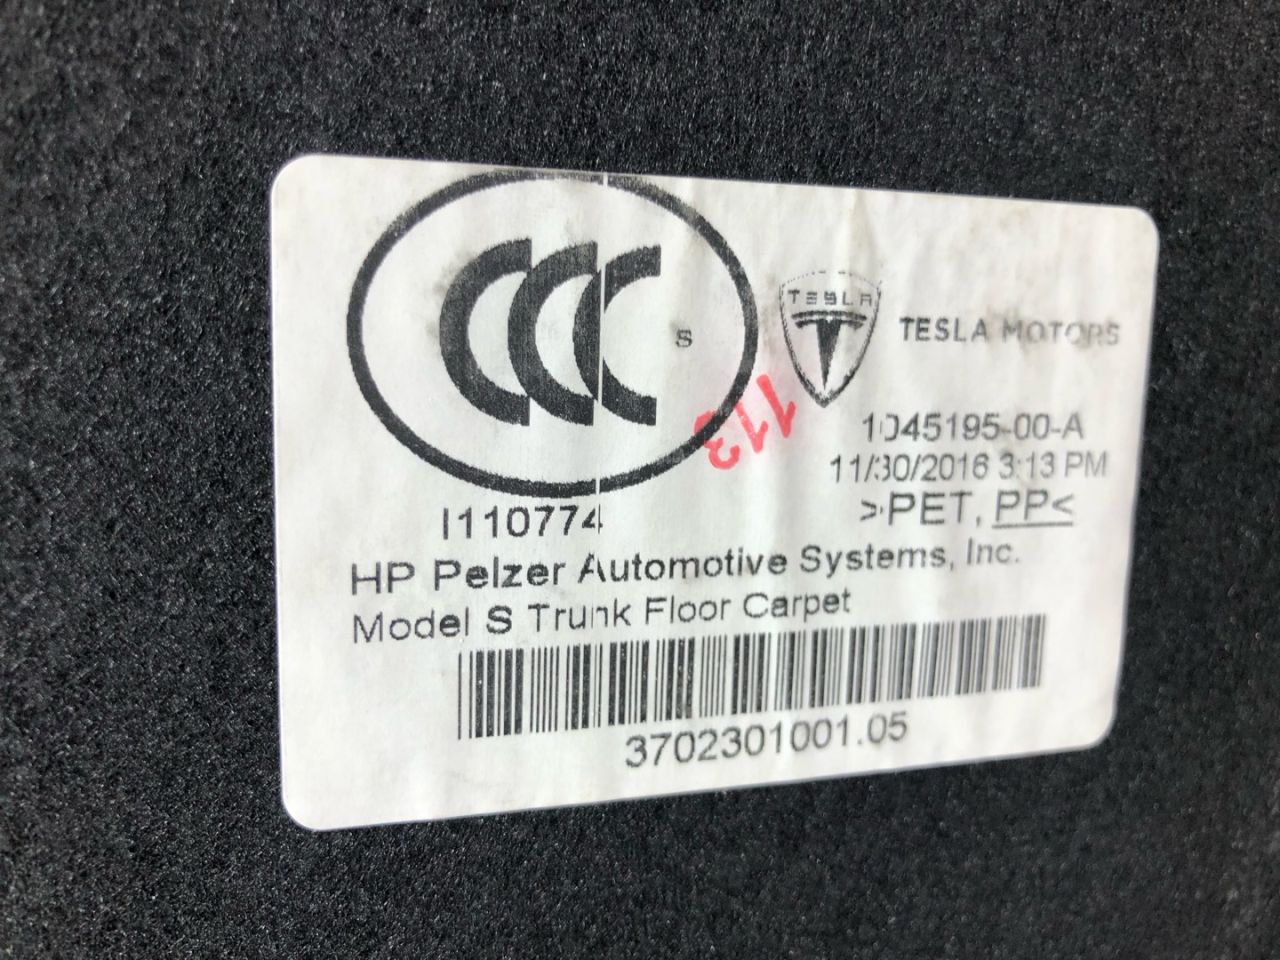 CCC S
TESLA
TESLA MOTORS
113
1045195-00-A
11/30/2016 3:13 PM
>PET, PP<
I110774
HP Pelzer Automotive Systems, Inc.
Model S Trunk Floor Carpet
3702301001.05